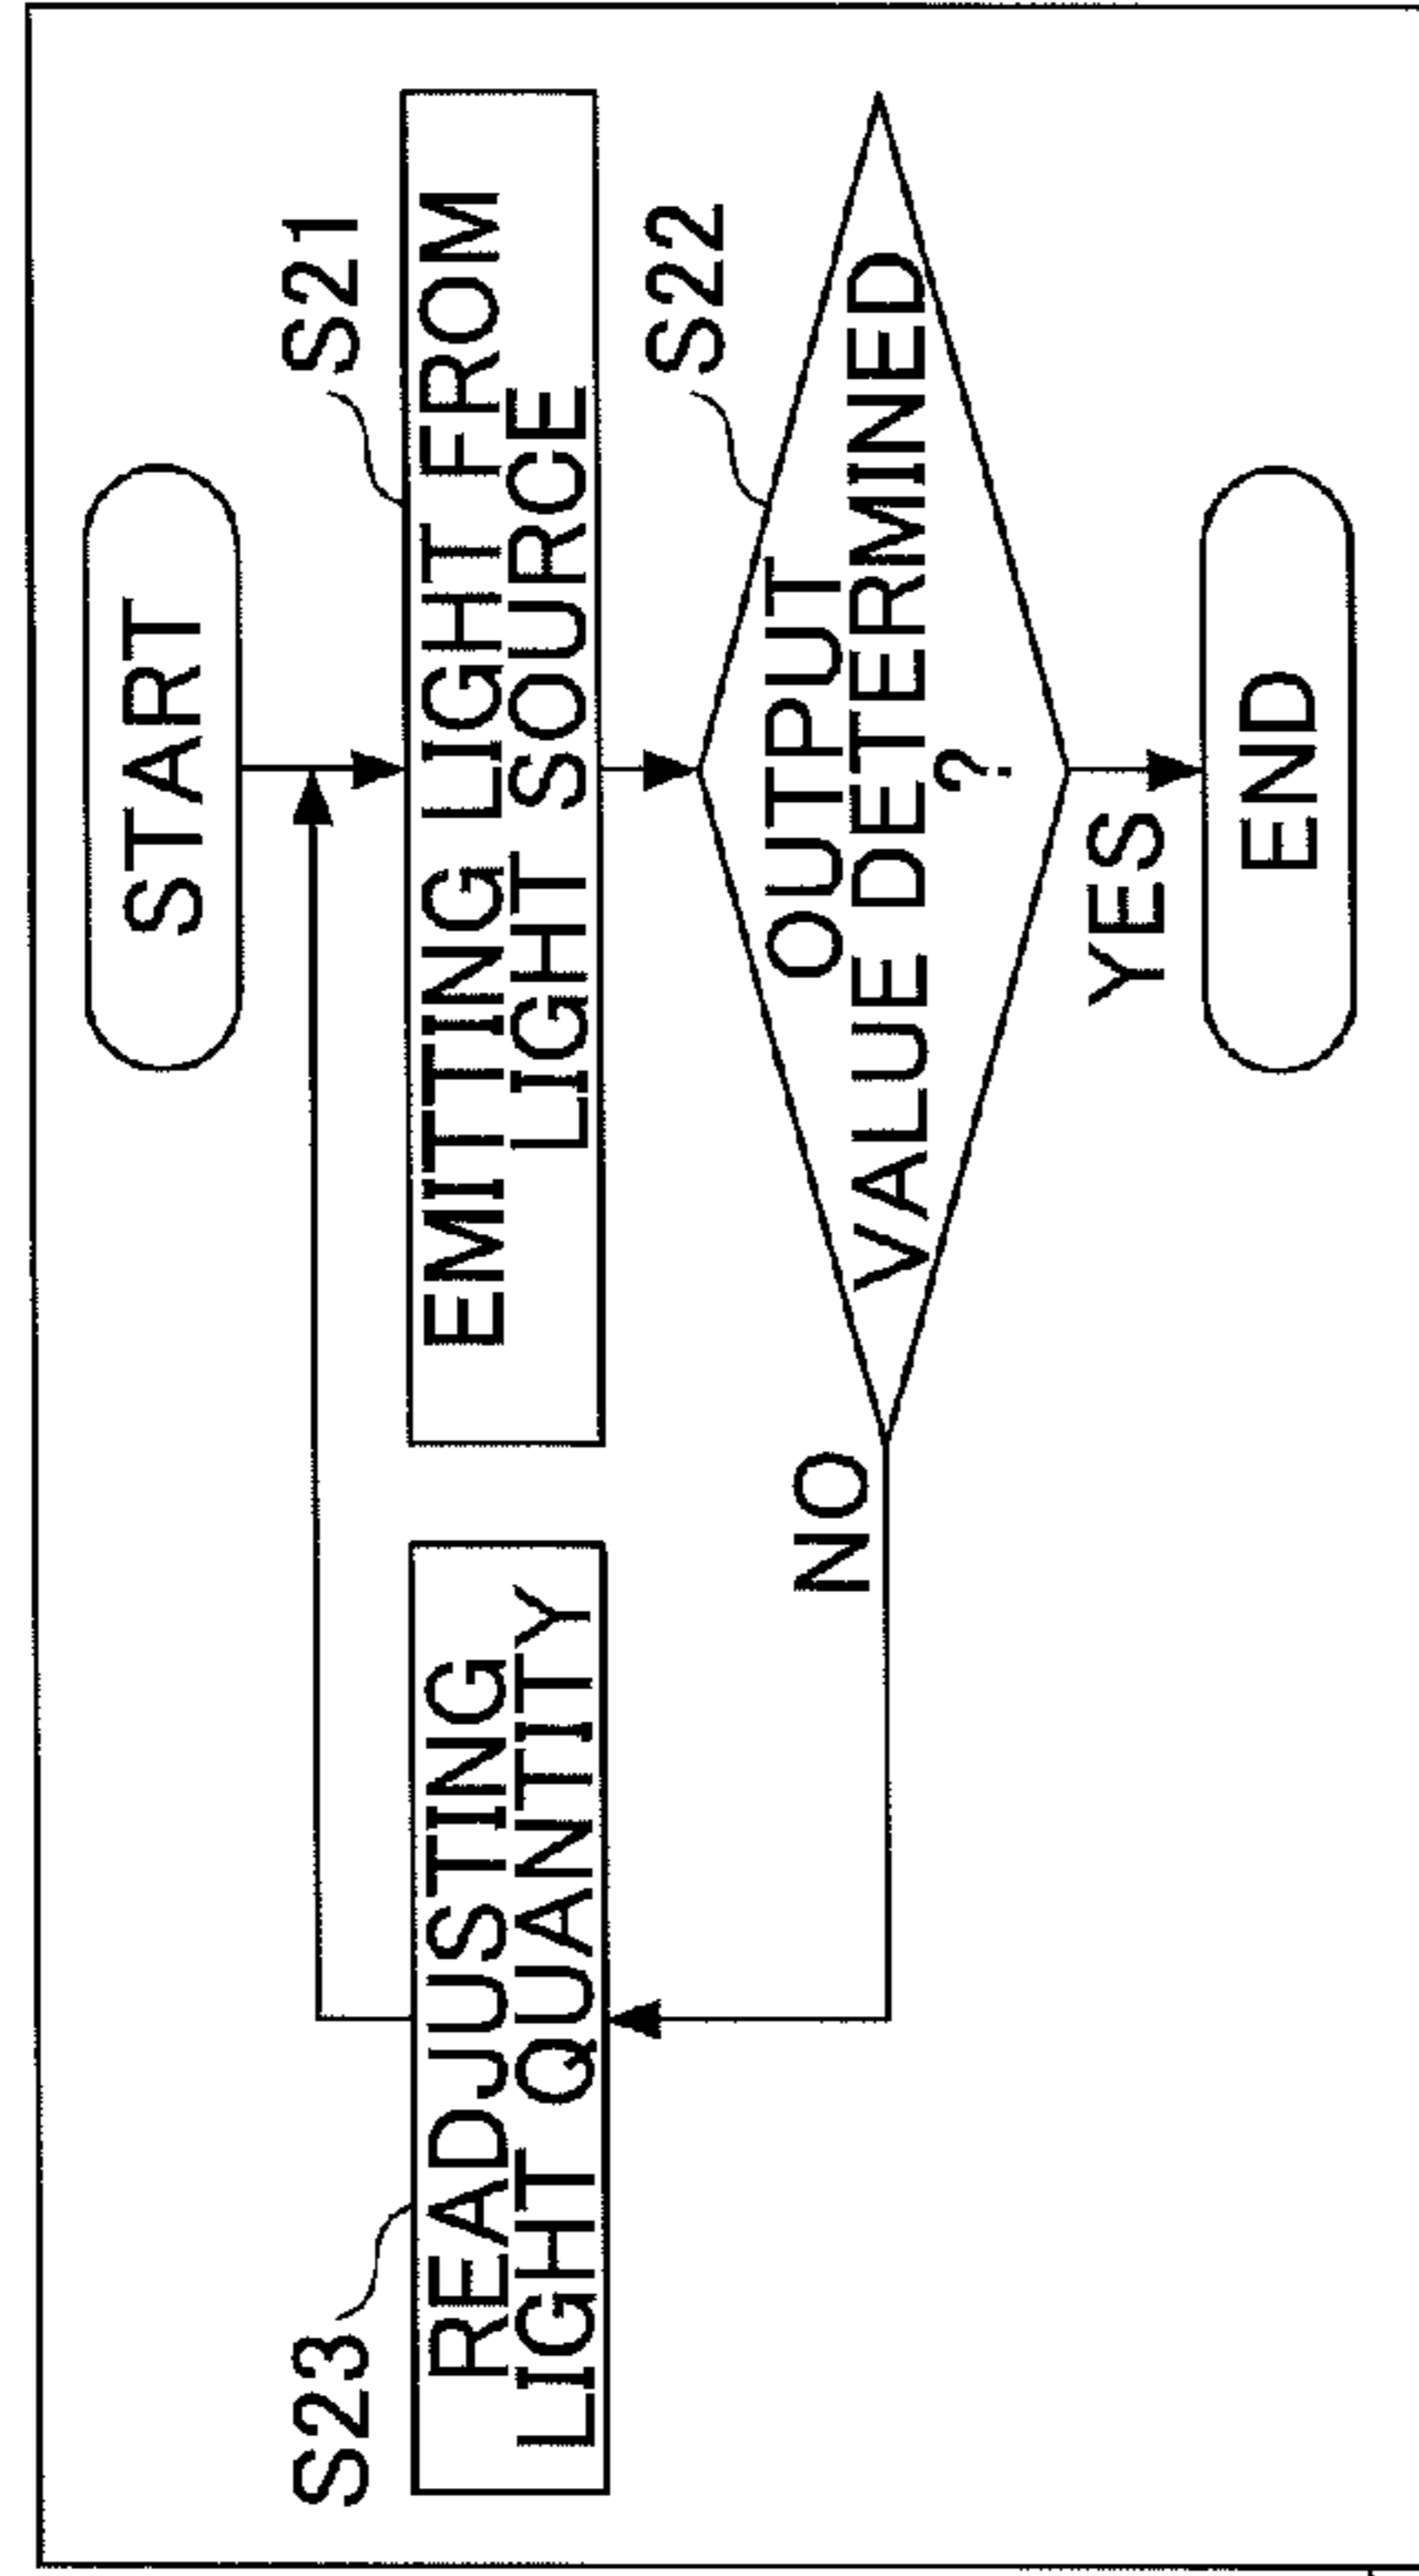 START
S21
EMITTING LIGHT FROM
LIGHT SOURCE
S22
OUTPUT
VALUE DETERMINED
?
YES
END
NO
S23
READJUSTING
LIGHT QUANTITY